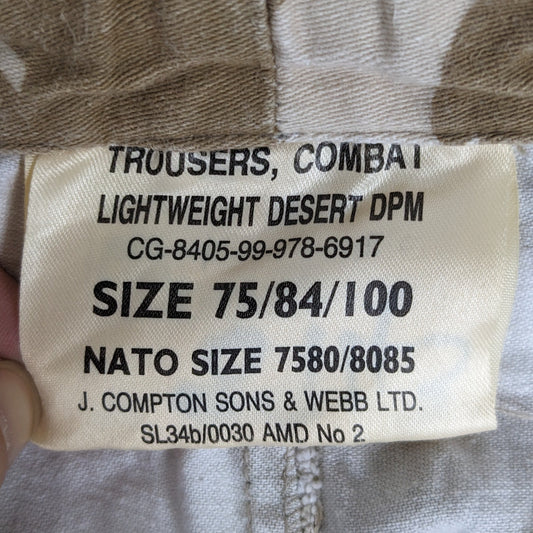 TROUSERS, COMBAT
LIGHTWEIGHT DESERT DPM
CG-8405-99-978-6917
SIZE 75/84/100
NATO SIZE 7580/8085
J. COMPTON SONS & WEBB LTD.
SL34b/0030 AMD No 2